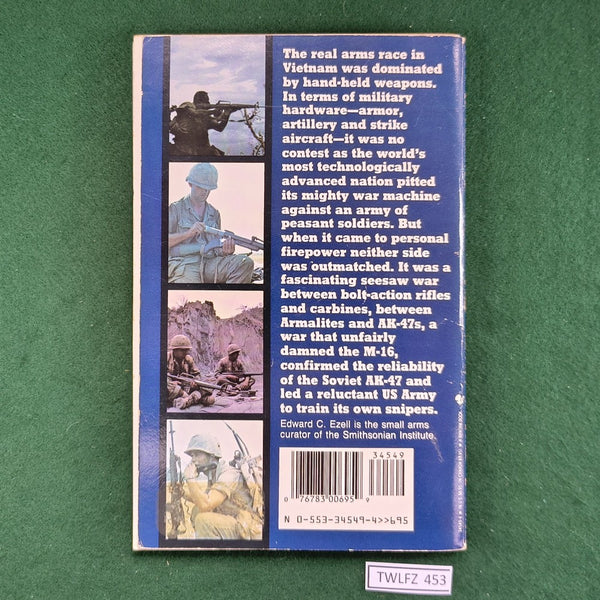 The real arms race in
Vietnam was dominated
by hand-held weapons.
In terms of military
hardware—armor,
artillery and strike
aircraft—it was no
contest as the world's
most technologically
advanced nation pitted
its mighty war machine
against an army of
peasant soldiers. But
when it came to personal
firepower neither side
was outmatched. It was a
fascinating seesaw war
between bolt-action rifles
and carbines, between
Armalites and AK-47s, a
war that unfairly
damned the M-16,
confirmed the reliability
of the Soviet AK-47 and
led a reluctant US Army
to train its own snipers.
Edward C. Ezell is the small arms
curator of the Smithsonian Institute.
34549
0 76783 00695 9
N 0-553-34549-4>>695
TWLFZ 453